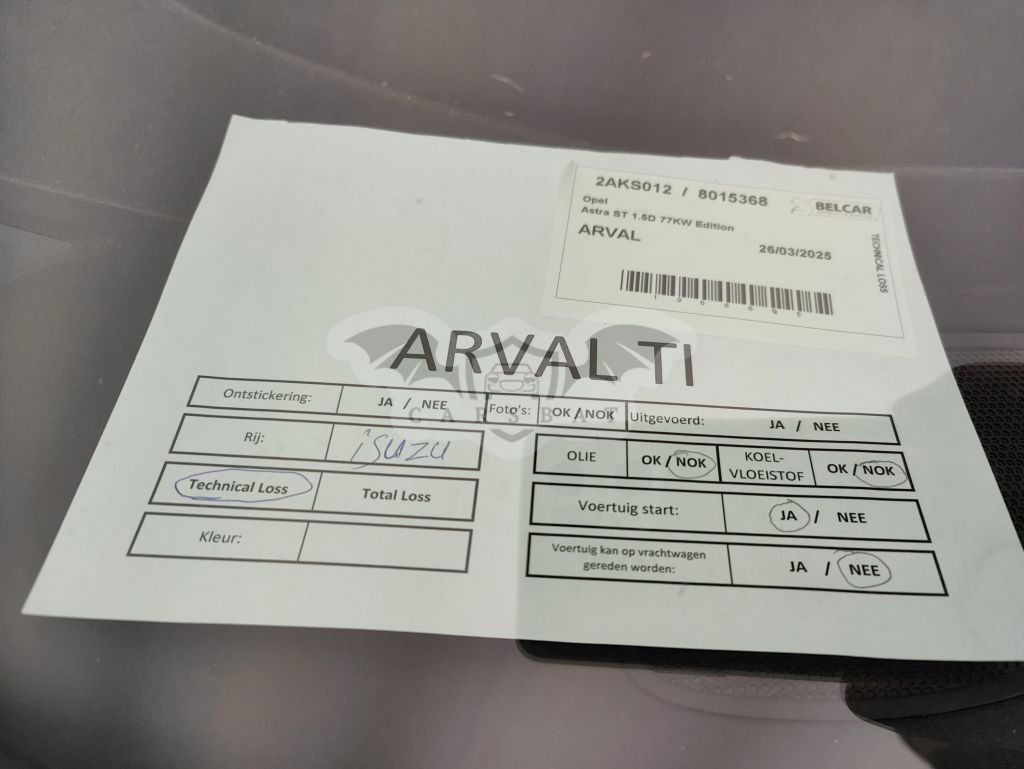 2AKS012 / 8015368
BELCAR
Opel
Astra ST 1.5D 77KW Edition
ARVAL
26/03/2025
TECHNICAL LOSS
ARVAL TI
CARSBAT
Ontstickering: JA / NEE Foto's: OK / NOK Uitgevoerd: JA / NEE
Rij: isuzu
OLIE OK / NOK KOEL-
VLOEISTOF OK / NOK
Technical Loss Total Loss
Voertuig start: JA / NEE
Kleur:
Voertuig kan op vrachtwagen
gereden worden: JA / NEE